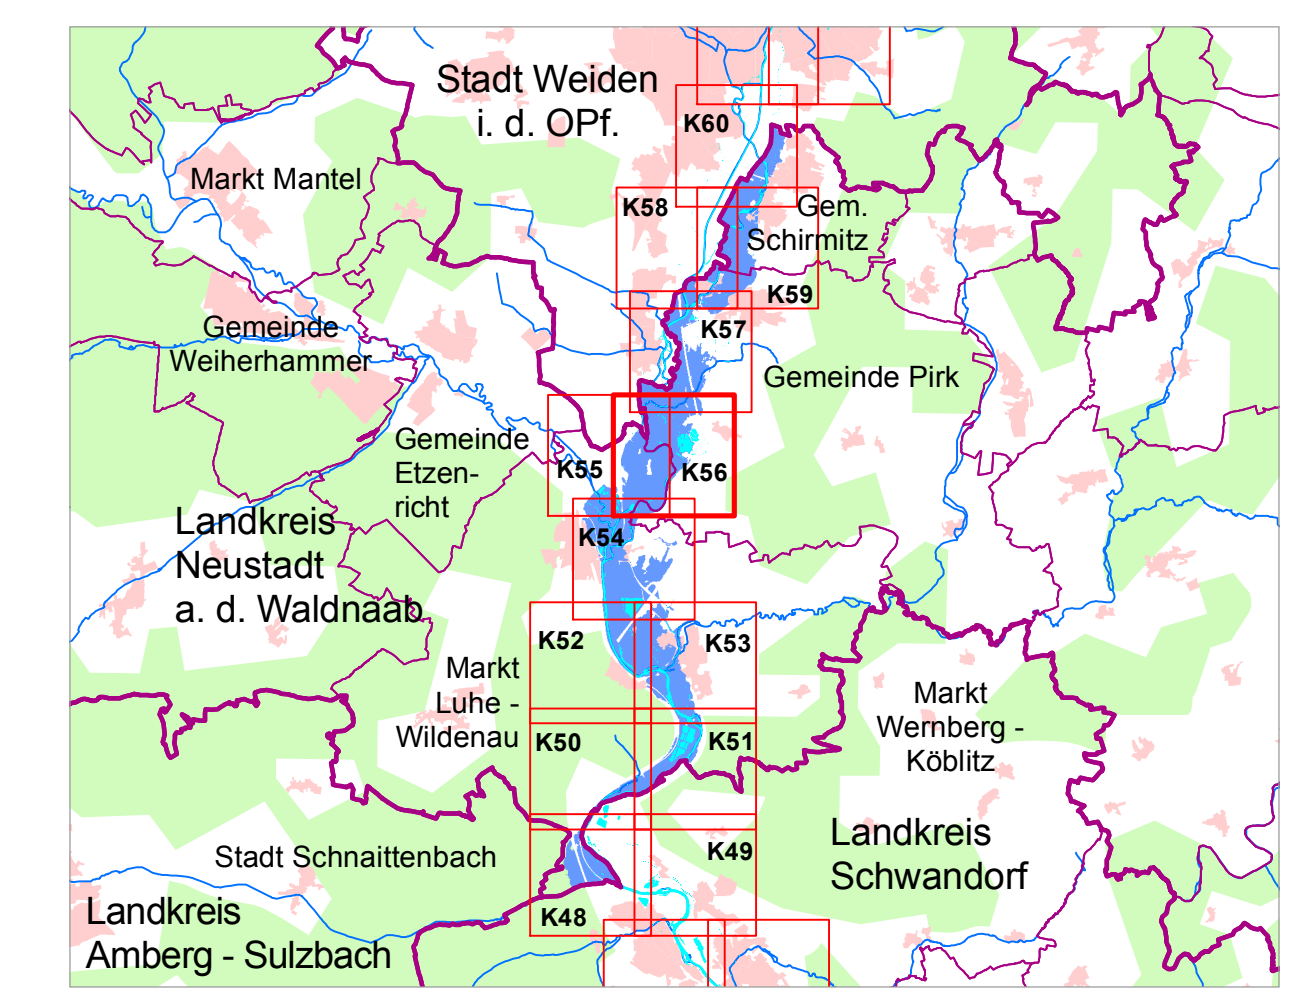 Stadt Weiden
i. d. OPf.
K60
Markt Mantel
K58
Gem.
Schirmitz
K59
K57
Gemeinde
Weiherhammer
Gemeinde Pirk
Gemeinde
Etzen-
richt
K55
K56
Landkreis
Neustadt
a. d. Waldnaab
K54
K52
K53
Markt
Luhe -
Wildenau
Markt
Wernberg -
Köblitz
K50
K51
Stadt Schnaittenbach
K49
Landkreis
Schwandorf
Landkreis
Amberg - Sulzbach
K48